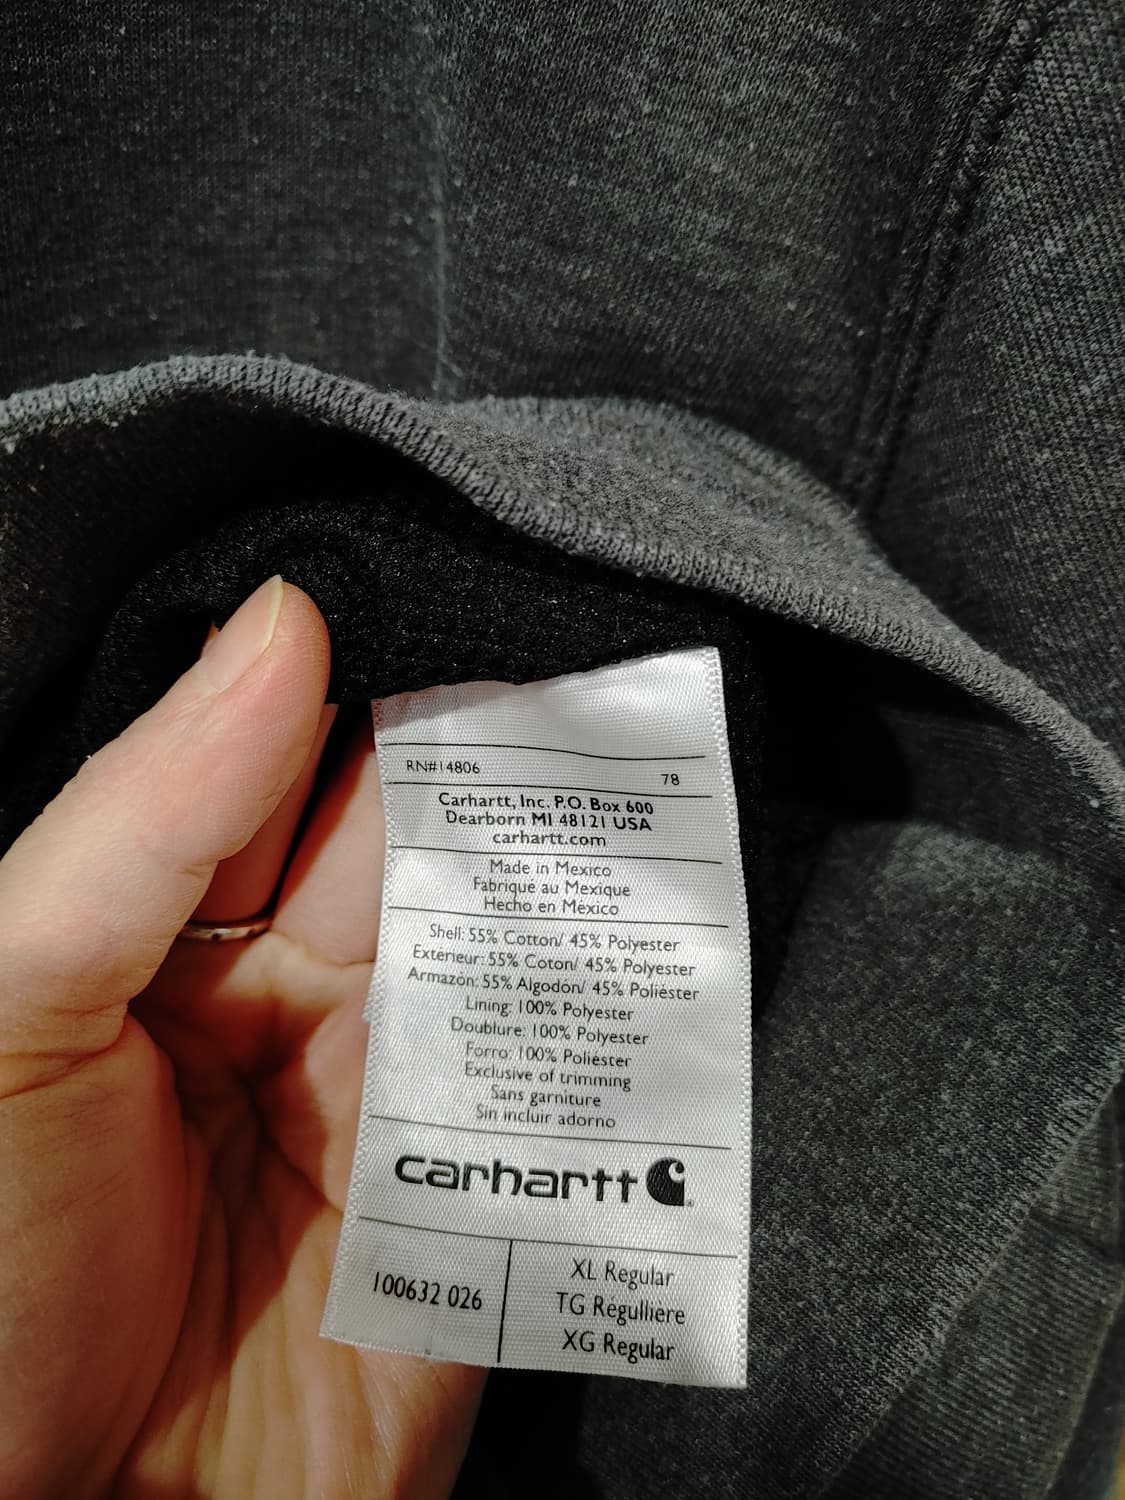 RN#14806 78
Carhartt, Inc. P.O. Box 600
Dearborn MI 48121 USA
carhartt.com
Made in Mexico
Fabriqué au Mexique
Hecho en México
Shell: 55% Cotton/ 45% Polyester
Extérieur: 55% Coton/ 45% Polyester
Armazón: 55% Algodón/ 45% Poliéster
Lining: 100% Polyester
Doublure: 100% Polyester
Forro: 100% Poliéster
Exclusive of trimming
Sans garniture
Sin incluir adorno
carhartt
100632 026
XL Regular
TG Régulliere
XG Regular